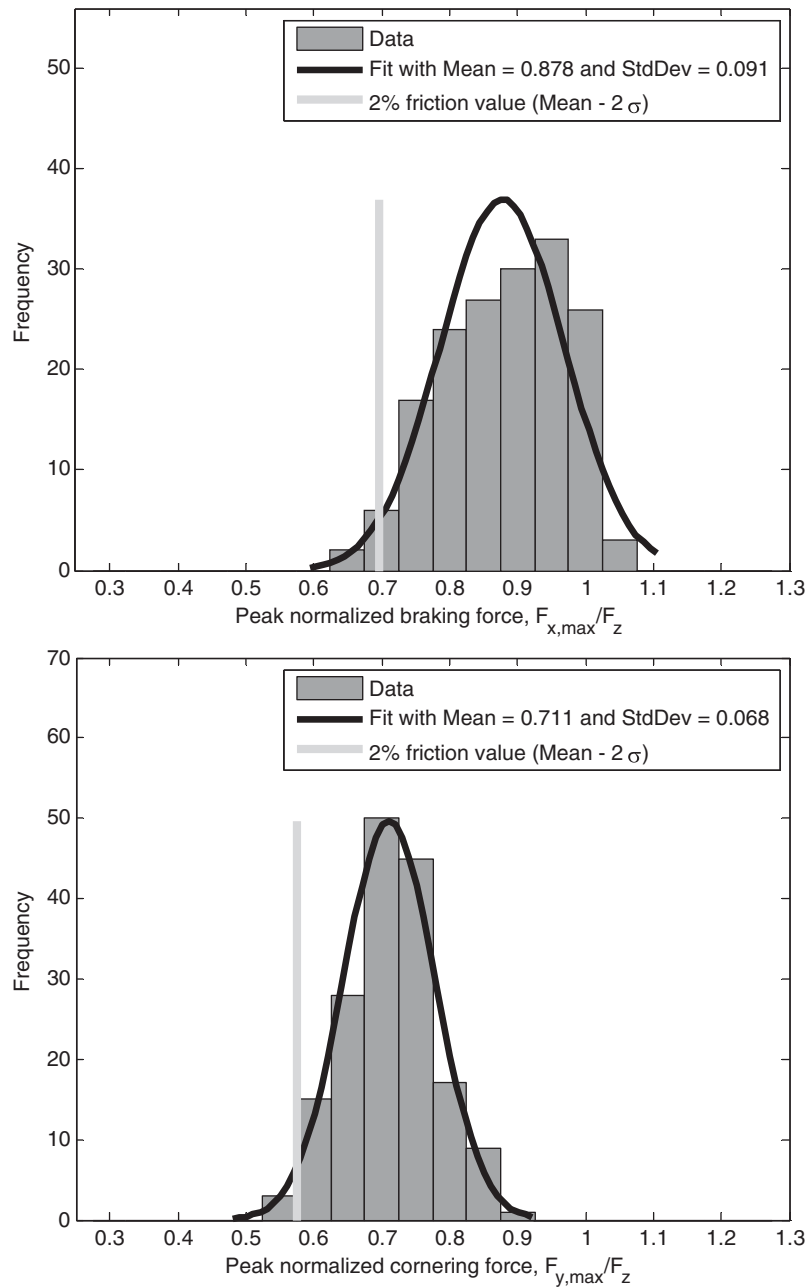 50
40
30
20
10
0
Frequency
Data
Fit with Mean = 0.878 and StdDev = 0.091
2% friction value (Mean - 2 σ)
0.3 0.4 0.5 0.6 0.7 0.8 0.9 1 1.1 1.2 1.3
Peak normalized braking force, F_x,max/F_z
70
60
50
40
30
20
10
0
Frequency
Data
Fit with Mean = 0.711 and StdDev = 0.068
2% friction value (Mean - 2 σ)
0.3 0.4 0.5 0.6 0.7 0.8 0.9 1 1.1 1.2 1.3
Peak normalized cornering force, F_y,max/F_z